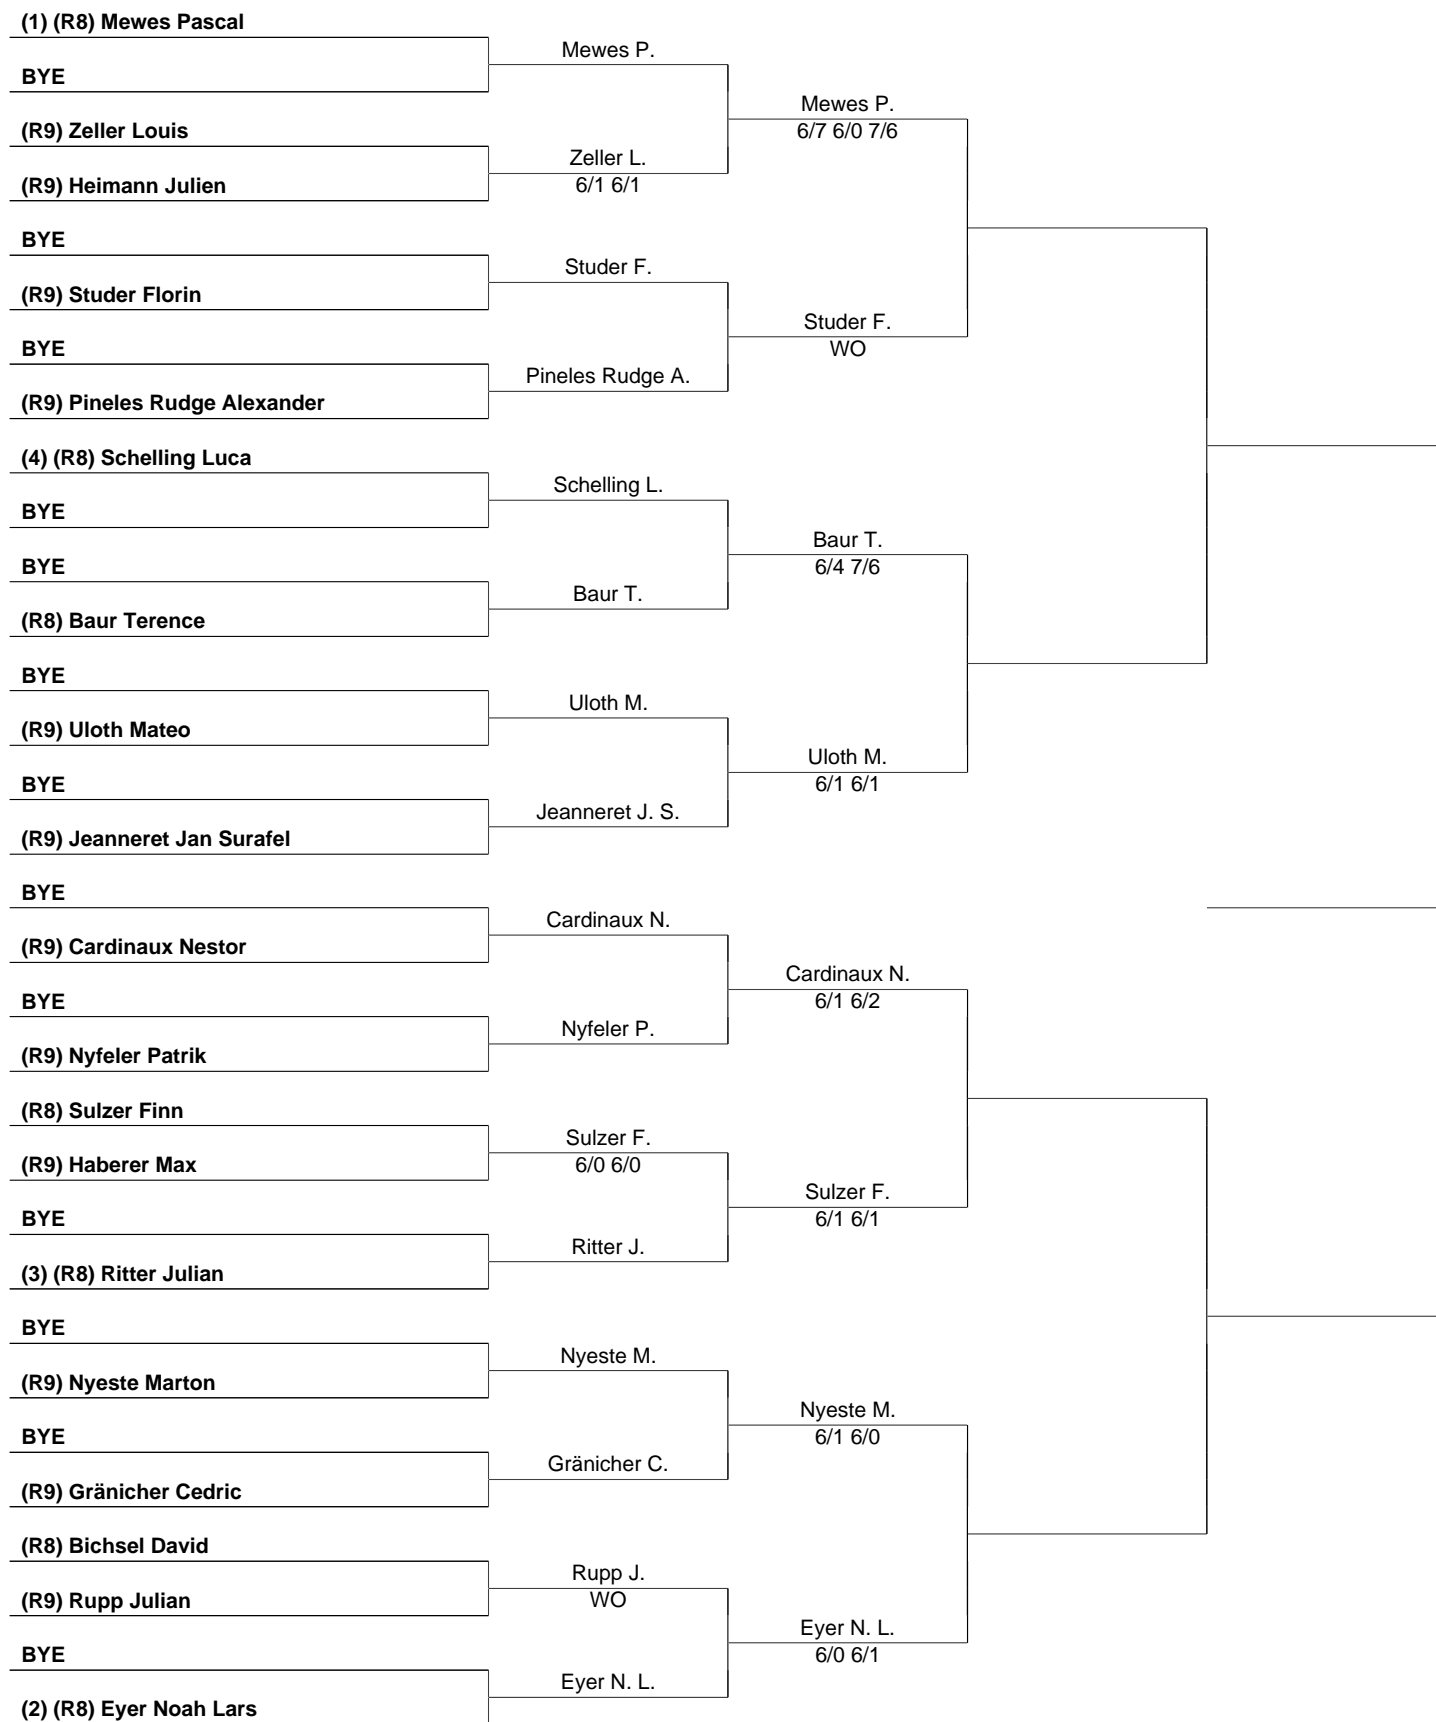 (1) (R8) Mewes Pascal
BYE
(R9) Zeller Louis
(R9) Heimann Julien
BYE
(R9) Studer Florin
BYE
(R9) Pineles Rudge Alexander
(4) (R8) Schelling Luca
BYE
BYE
(R8) Baur Terence
BYE
(R9) Uloth Mateo
BYE
(R9) Jeanneret Jan Surafel
BYE
(R9) Cardinaux Nestor
BYE
(R9) Nyfeler Patrik
(R8) Sulzer Finn
(R9) Haberer Max
BYE
(3) (R8) Ritter Julian
BYE
(R9) Nyeste Marton
BYE
(R9) Gränicher Cedric
(R8) Bichsel David
(R9) Rupp Julian
BYE
(2) (R8) Eyer Noah Lars
Mewes P.
Zeller L.
6/1 6/1
Studer F.
Pineles Rudge A.
Schelling L.
Baur T.
Uloth M.
Jeanneret J. S.
Cardinaux N.
Nyfeler P.
Sulzer F.
6/0 6/0
Ritter J.
Nyeste M.
Gränicher C.
Rupp J.
WO
Eyer N. L.
Mewes P.
6/7 6/0 7/6
Studer F.
WO
Baur T.
6/4 7/6
Uloth M.
6/1 6/1
Cardinaux N.
6/1 6/2
Sulzer F.
6/1 6/1
Nyeste M.
6/1 6/0
Eyer N. L.
6/0 6/1